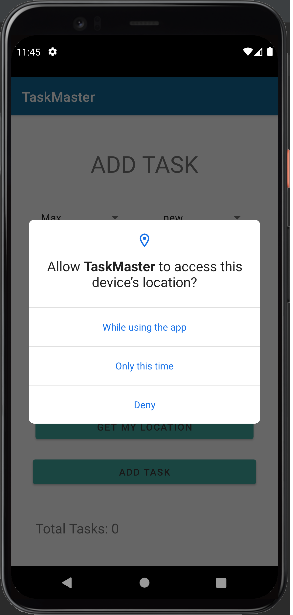 11:45
TaskMaster
ADD TASK
Max new
Allow TaskMaster to access this
device's location?
While using the app
Only this time
Deny
GET MY LOCATION
ADD TASK
Total Tasks: 0